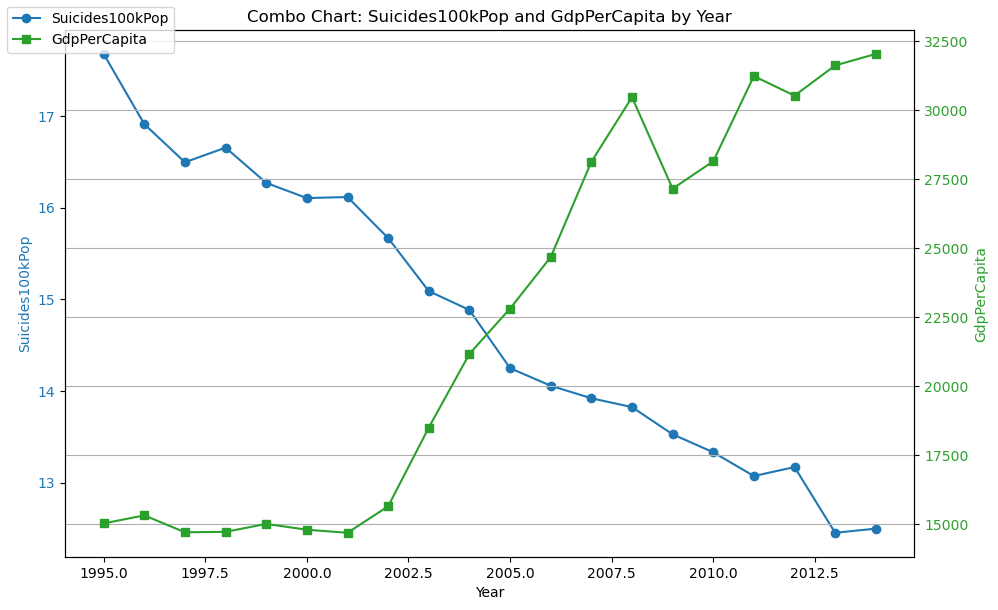 Combo Chart: Suicides100kPop and GdpPerCapita by Year
Suicides100kPop
GdpPerCapita
17
16
15
14
13
Suicides100kPop
32500
30000
27500
25000
22500
20000
17500
15000
GdpPerCapita
1995.0 1997.5 2000.0 2002.5 2005.0 2007.5 2010.0 2012.5
Year